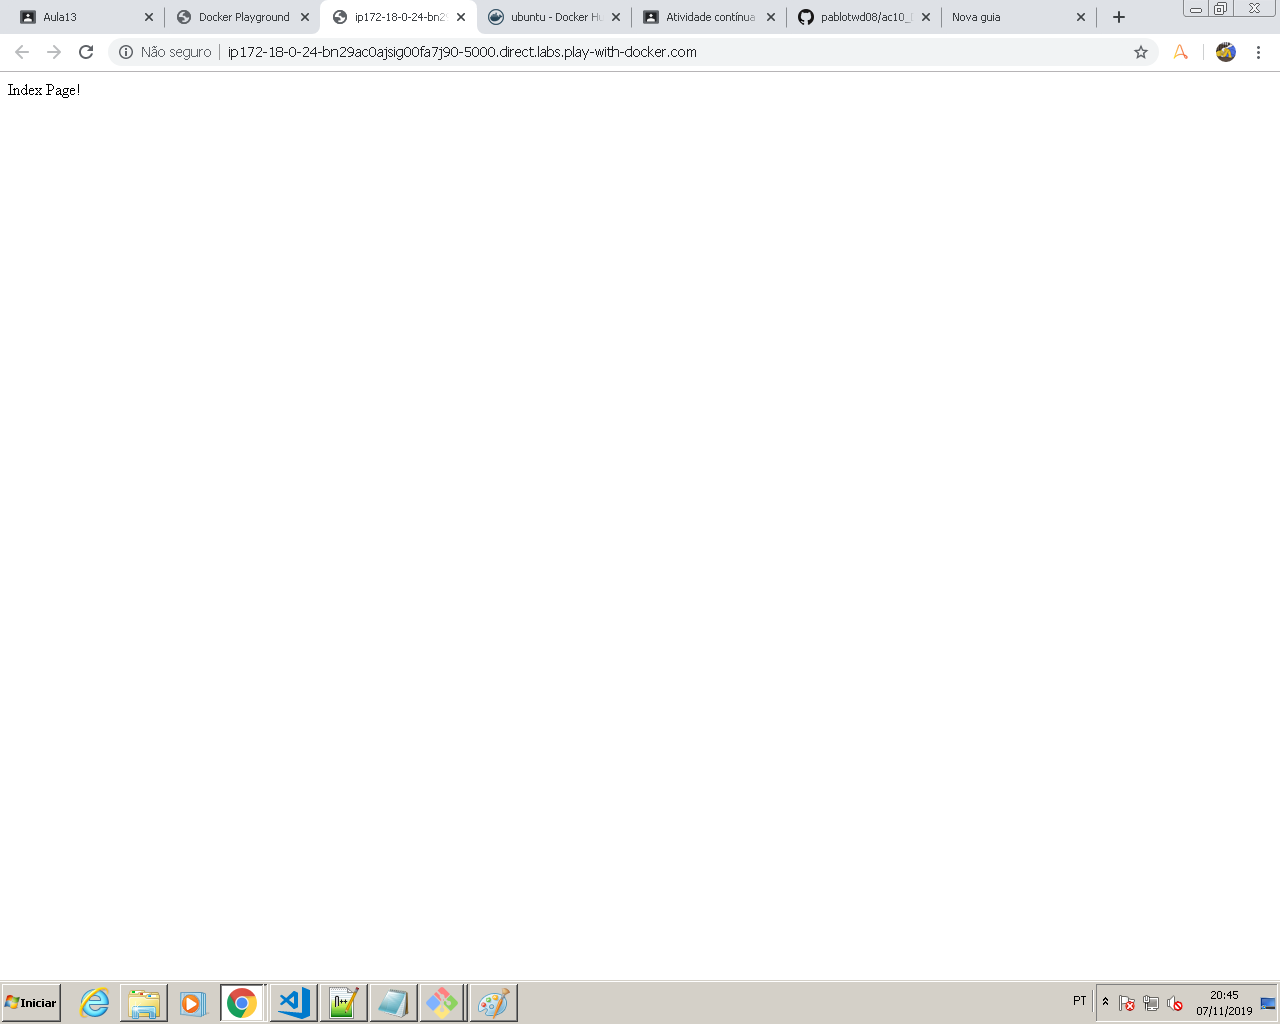 Aula13
Docker Playground
ip172-18-0-24-bn29
ubuntu - Docker Hu
Atividade contínua
pablotwd08/ac10_
Nova guia
Não seguro
ip172-18-0-24-bn29ac0ajsig00fa7j90-5000.direct.labs.play-with-docker.com
Index Page!
Iniciar
PT
20:45
07/11/2019